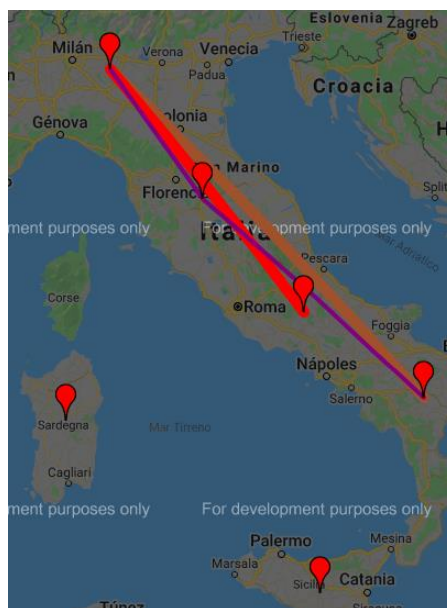 Eslovenia
Zagreb
Milán
Verona
Venecia
Trieste
Padua
Croacia
Génova
olonia
n Marino
Florenc
Split
ment purposes only
For development purposes only
Italia
Mar Adriático
Pescara
Corse
Roma
Foggia
Nápoles
Salerno
Sardegna
Mar Tirreno
Cagliari
ment purposes only
For development purposes only
Palermo
Mesina
Marsala
Sicilia
Catania
Túnez